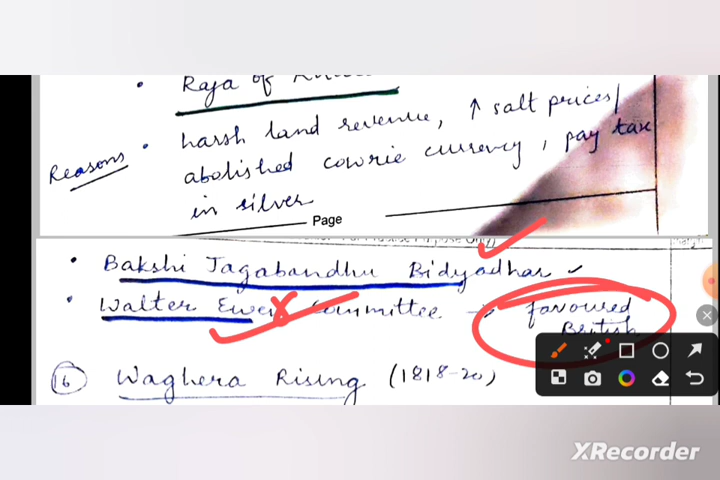 Raja of
Reasons • harsh land revenue, ↑ salt prices/
abolished cowrie currency, pay tax
in silver
Page
• Bakshi Jagabandhu Bidyadhar
• Walter Ewer Committee → favoured
British
16 Waghera Rising (1818-20)
XRecorder